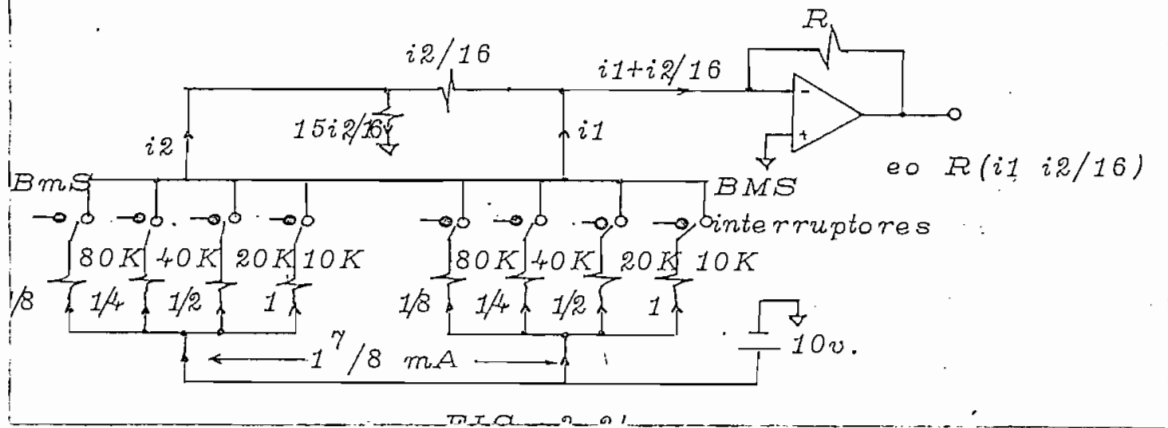 R
i2/16
i1+i2/16
-
15i2/16
+
i2
i1
eo R(i1 i2/16)
BmS
BMS
interruptores
80K 40K 20K 10K
80K 40K 20K 10K
1/8 1/4 1/2 1
1/8 1/4 1/2 1
1 7/8 mA
10v.